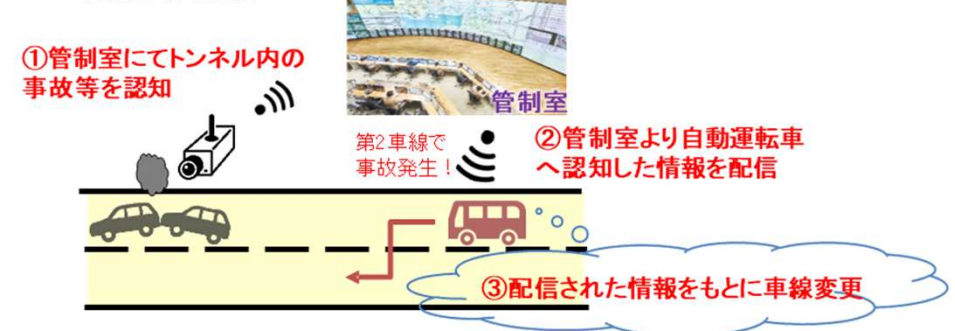 ①管制室にてトンネル内の
事故等を認知
管制室
第2車線で
事故発生!
②管制室より自動運転車
へ認知した情報を配信
③配信された情報をもとに車線変更